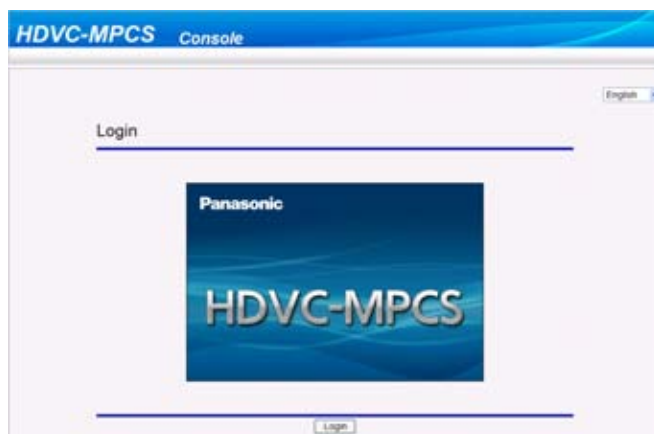 HDVC-MPCS Console
English
Login
Panasonic
HDVC-MPCS
Login